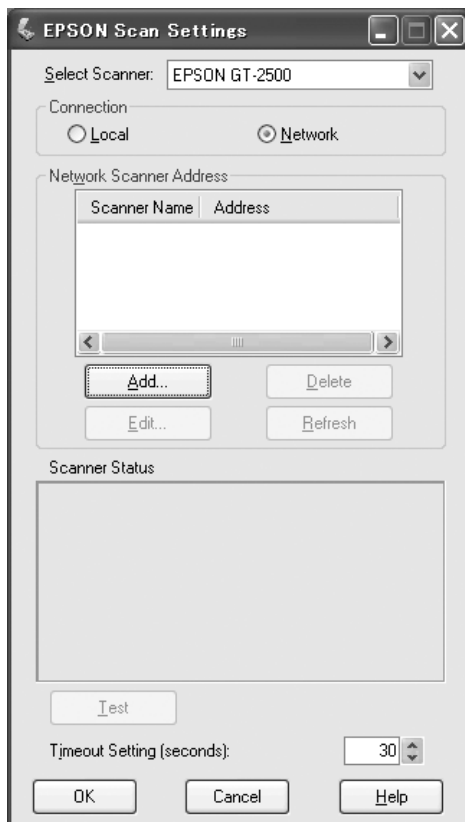 EPSON Scan Settings
Select Scanner: EPSON GT-2500
Connection
Local Network
Network Scanner Address
Scanner Name Address
Add... Delete
Edit... Refresh
Scanner Status
Test
Timeout Setting (seconds): 30
OK Cancel Help